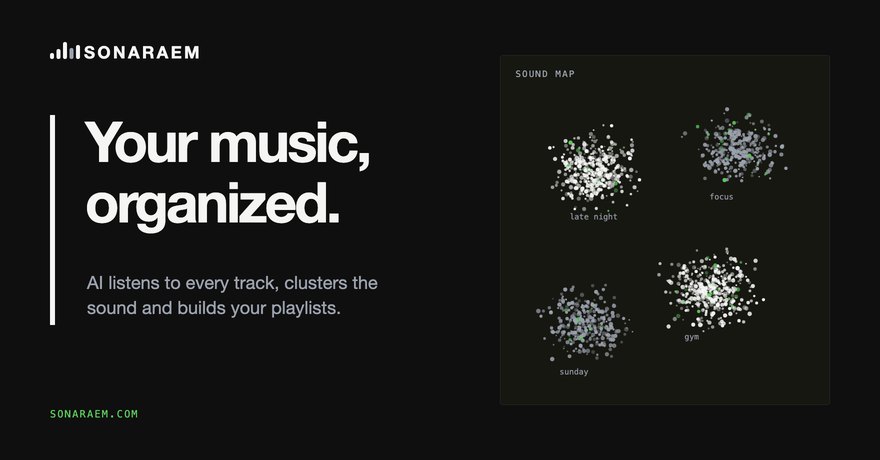 SONARAEM
Your music,
organized.
AI listens to every track, clusters the
sound and builds your playlists.
SONARAEM.COM
SOUND MAP
late night
focus
sunday
gym